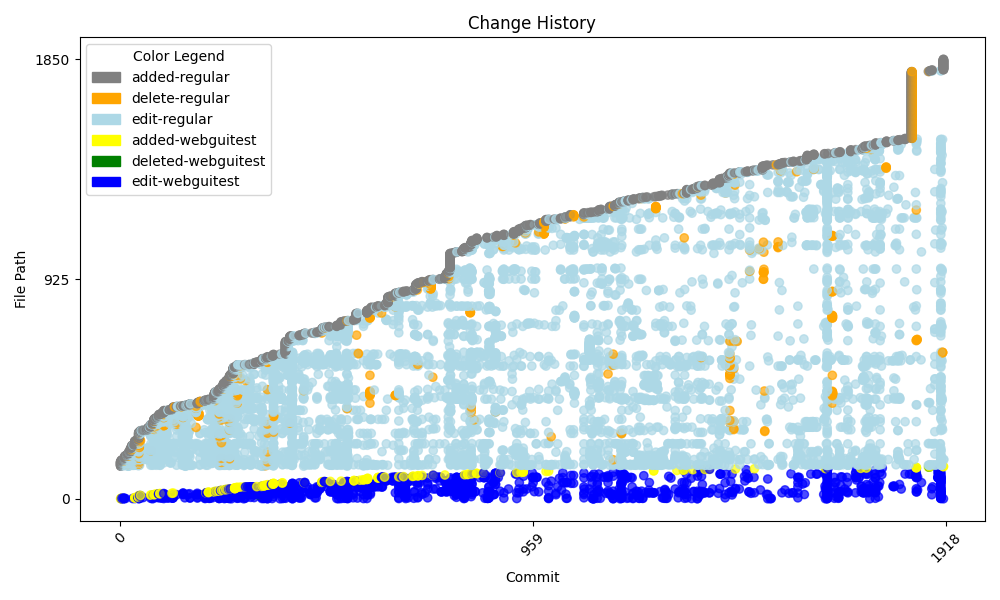 Change History
1850
Color Legend
added-regular
delete-regular
edit-regular
added-webguitest
deleted-webguitest
edit-webguitest
925
File Path
0
0
959
1918
Commit